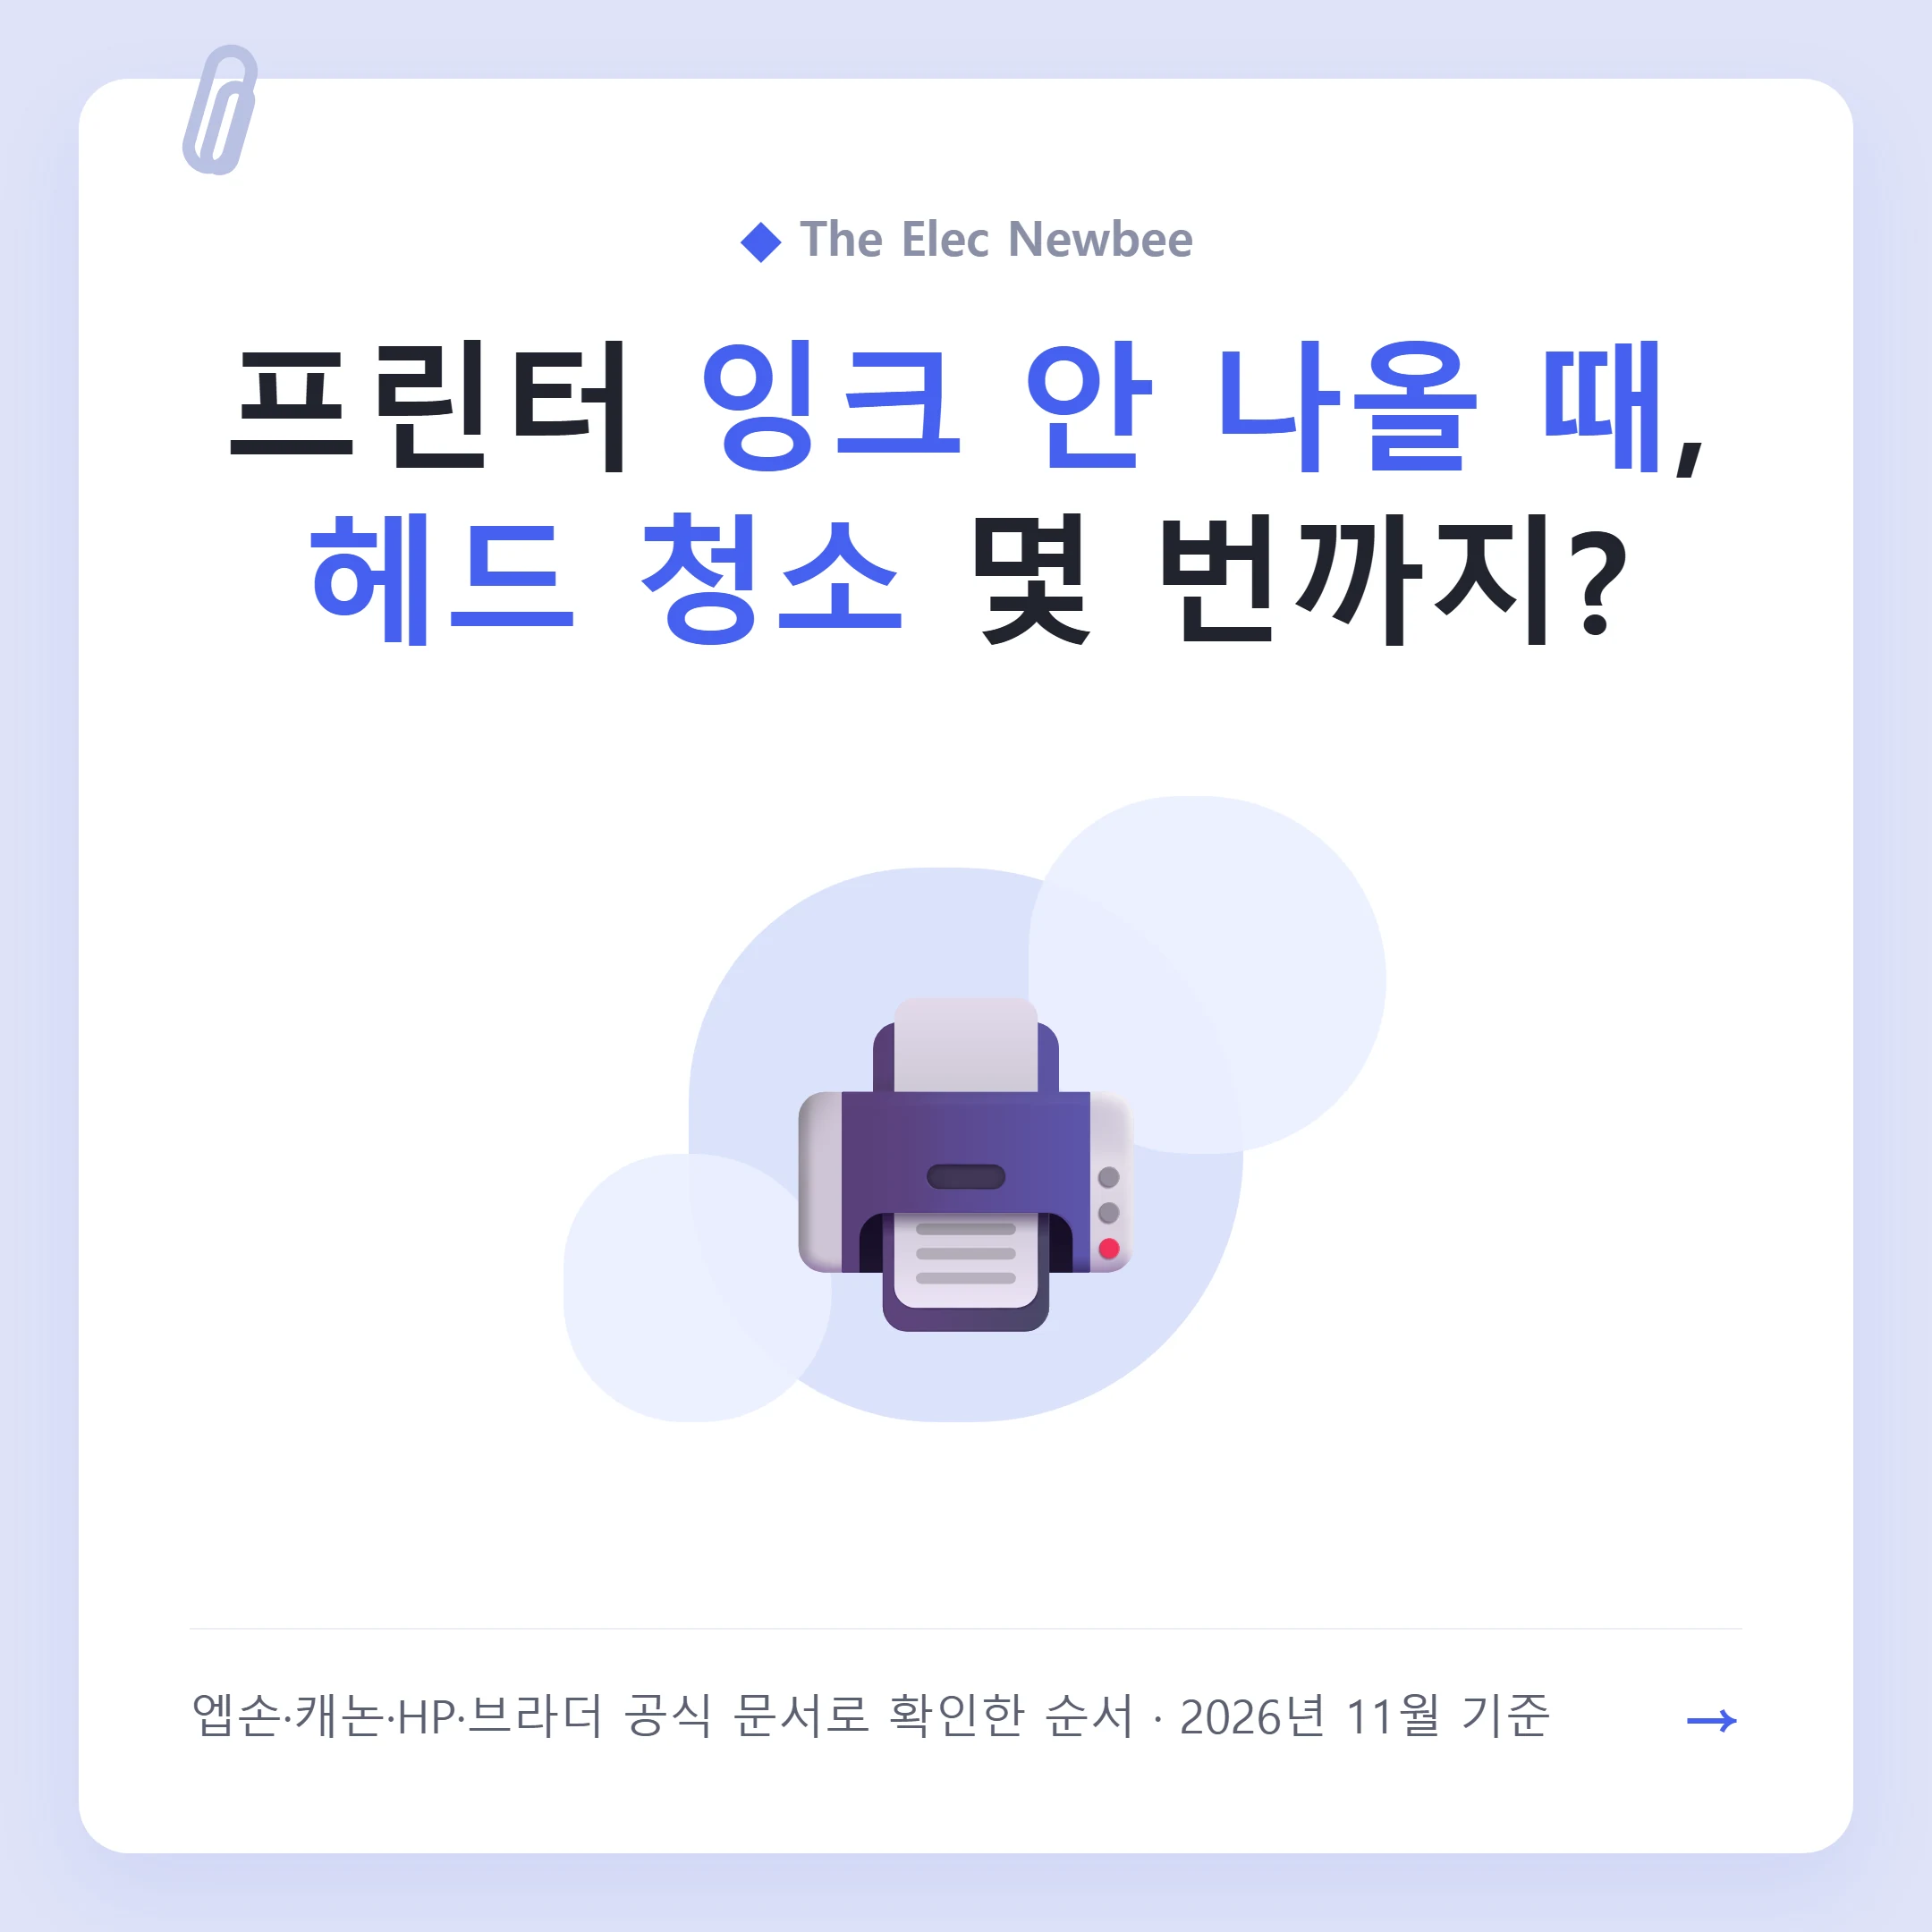 The Elec Newbee
프린터 잉크 안 나올 때,
헤드 청소 몇 번까지?
엡손·캐논·HP·브라더 공식 문서로 확인한 순서 · 2026년 11월 기준 →